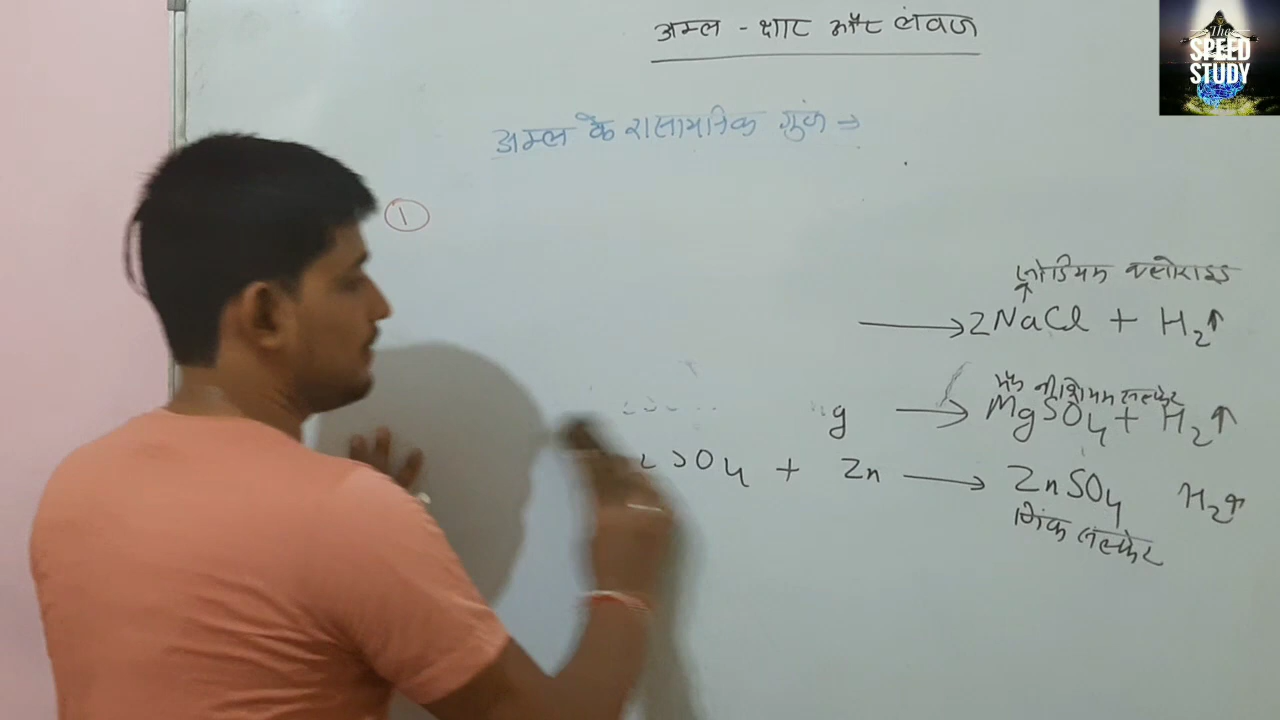 The
SPEED
STUDY
अम्ल - क्षार और लवण
अम्ल के रासायनिक गुण →
1
सोडियम क्लोराइड
→ 2NaCl + H2↑
मैग्नीशियम सल्फेट
g → MgSO4 + H2↑
SO4 + Zn → ZnSO4 H2↑
जिंक सल्फेट